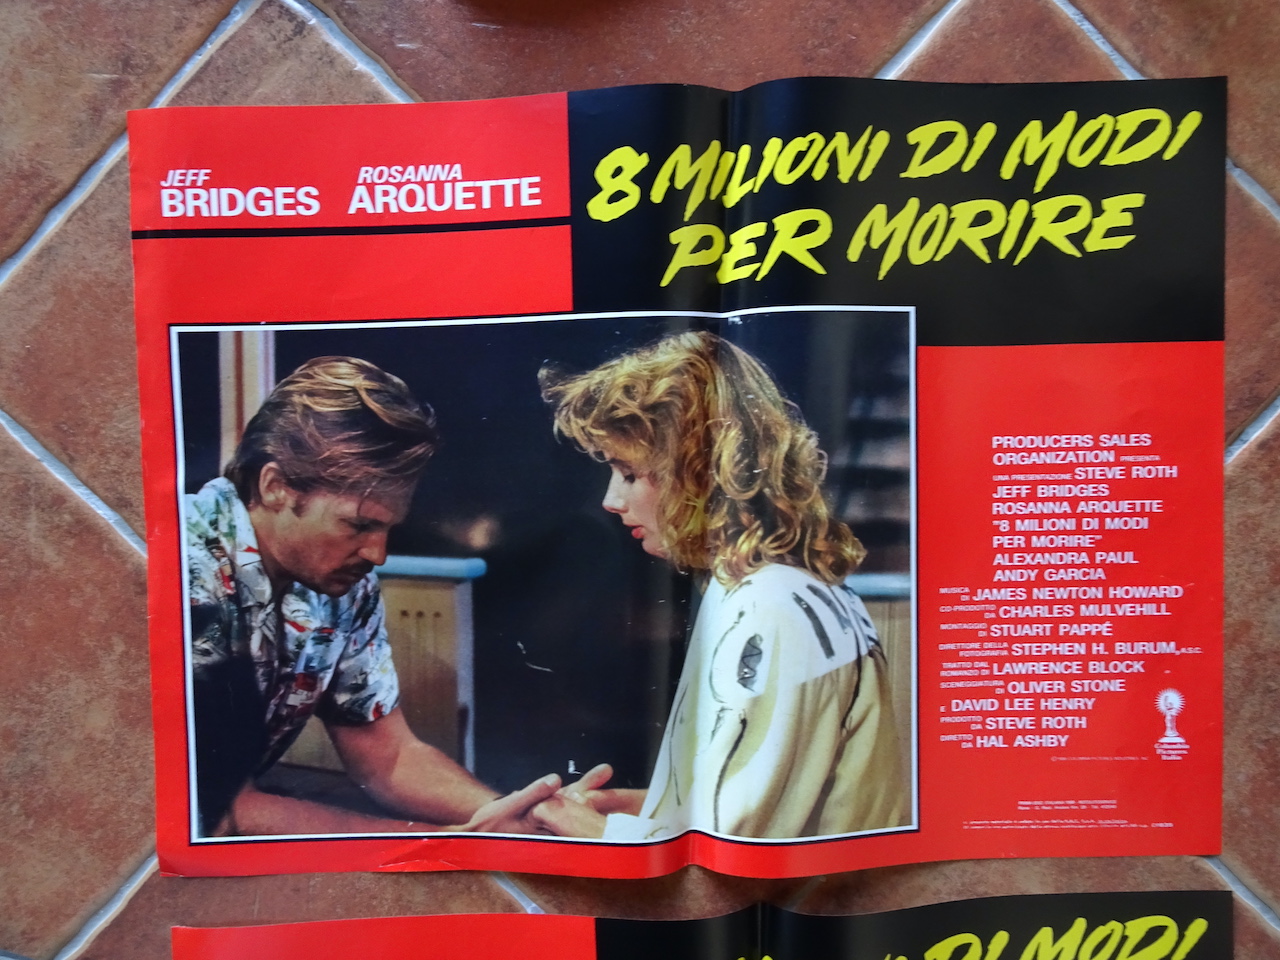 JEFF
BRIDGES
ROSANNA
ARQUETTE
8 MILIONI DI MODI
PER MORIRE
PRODUCERS SALES
ORGANIZATION PRESENTA
UNA PRESENTAZIONE STEVE ROTH
JEFF BRIDGES
ROSANNA ARQUETTE
"8 MILIONI DI MODI
PER MORIRE"
ALEXANDRA PAUL
ANDY GARCIA
MUSICA DI JAMES NEWTON HOWARD
CO-PRODOTTO DA CHARLES MULVEHILL
MONTAGGIO DI STUART PAPPÉ
DIRETTORE DELLA FOTOGRAFIA STEPHEN H. BURUM, A.S.C.
TRATTO DAL ROMANZO DI LAWRENCE BLOCK
SCENEGGIATURA DI OLIVER STONE
E DAVID LEE HENRY
PRODOTTO DA STEVE ROTH
DIRETTO DA HAL ASHBY
Columbia
Pictures
Italia
DI MODI